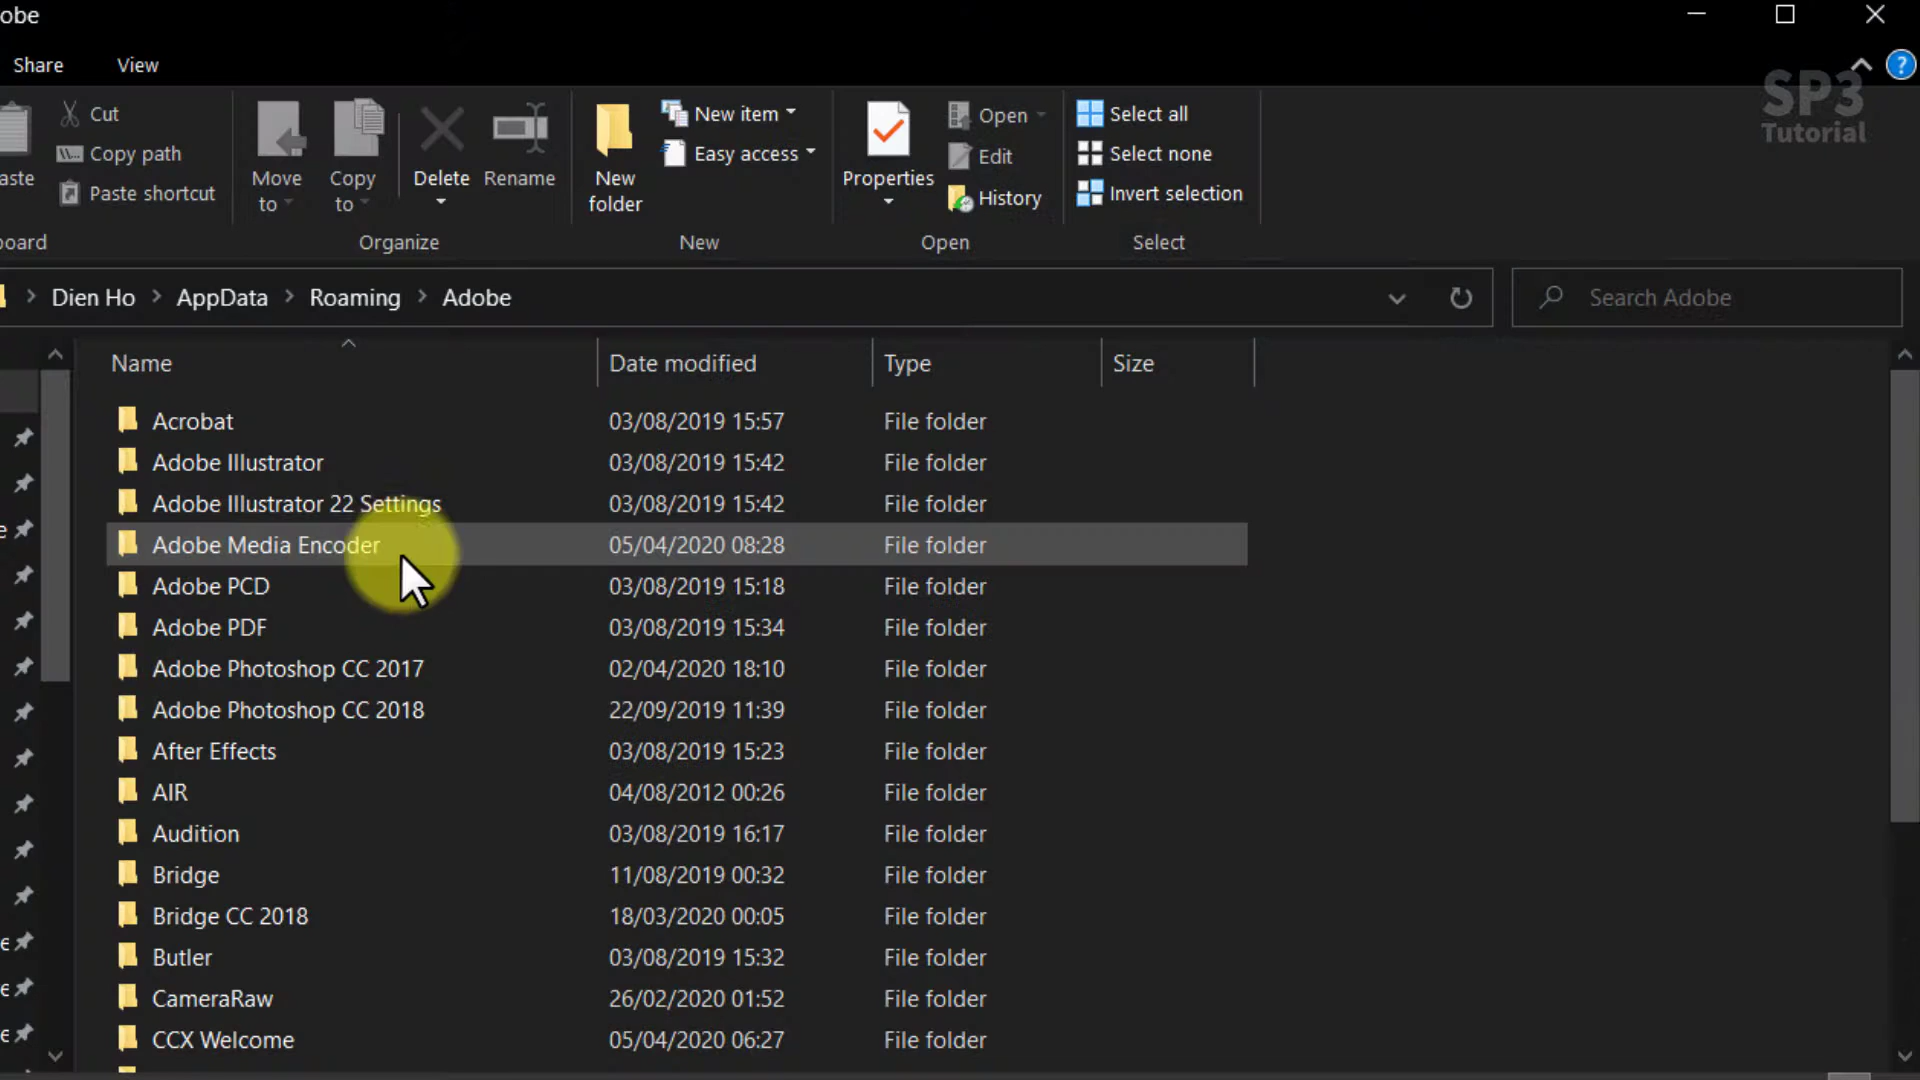 obe
Share View
SP3
Tutorial
Cut
Copy path
Paste shortcut
aste
Move to
Copy to
Delete
Rename
New folder
New item
Easy access
Properties
Open
Edit
History
Select all
Select none
Invert selection
board Organize New Open Select
Dien Ho AppData Roaming Adobe
Search Adobe
Name Date modified Type Size
Acrobat 03/08/2019 15:57 File folder
Adobe Illustrator 03/08/2019 15:42 File folder
Adobe Illustrator 22 Settings 03/08/2019 15:42 File folder
Adobe Media Encoder 05/04/2020 08:28 File folder
Adobe PCD 03/08/2019 15:18 File folder
Adobe PDF 03/08/2019 15:34 File folder
Adobe Photoshop CC 2017 02/04/2020 18:10 File folder
Adobe Photoshop CC 2018 22/09/2019 11:39 File folder
After Effects 03/08/2019 15:23 File folder
AIR 04/08/2012 00:26 File folder
Audition 03/08/2019 16:17 File folder
Bridge 11/08/2019 00:32 File folder
Bridge CC 2018 18/03/2020 00:05 File folder
Butler 03/08/2019 15:32 File folder
CameraRaw 26/02/2020 01:52 File folder
CCX Welcome 05/04/2020 06:27 File folder